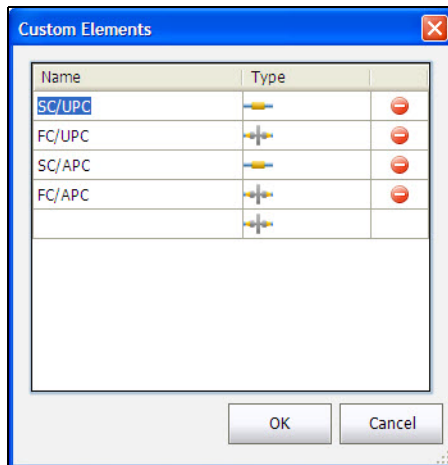 Custom Elements
Name Type
SC/UPC
FC/UPC
SC/APC
FC/APC
OK Cancel